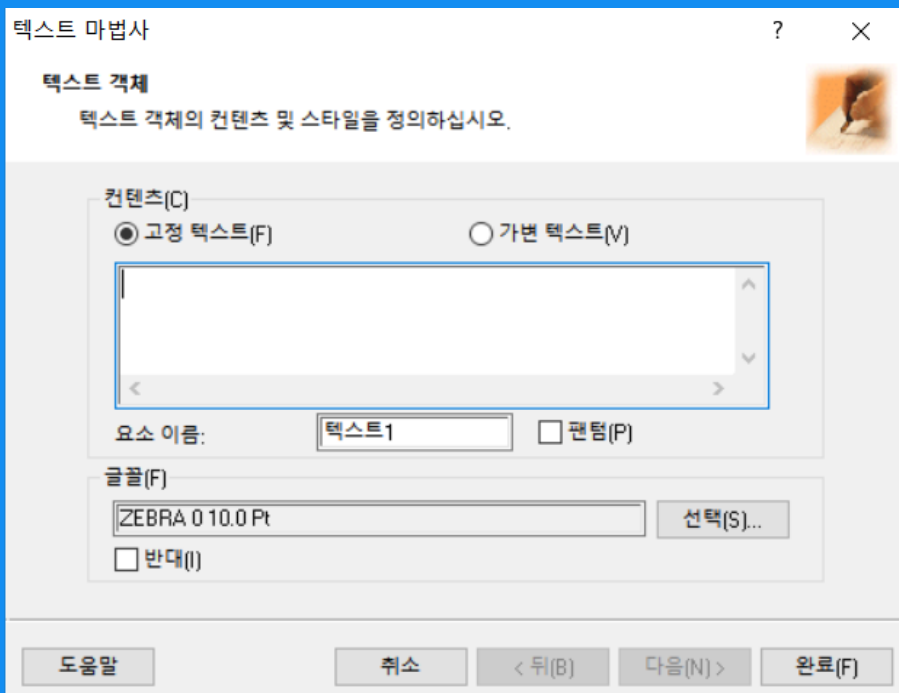 텍스트 마법사 ?
텍스트 객체
텍스트 객체의 컨텐츠 및 스타일을 정의하십시오.
컨텐츠(C)
고정 텍스트(F) 가변 텍스트(V)
요소 이름: 텍스트1 팬텀(P)
글꼴(F)
ZEBRA 0 10.0 Pt 선택(S)...
반대(I)
도움말 취소 < 뒤(B) 다음(N) > 완료(F)